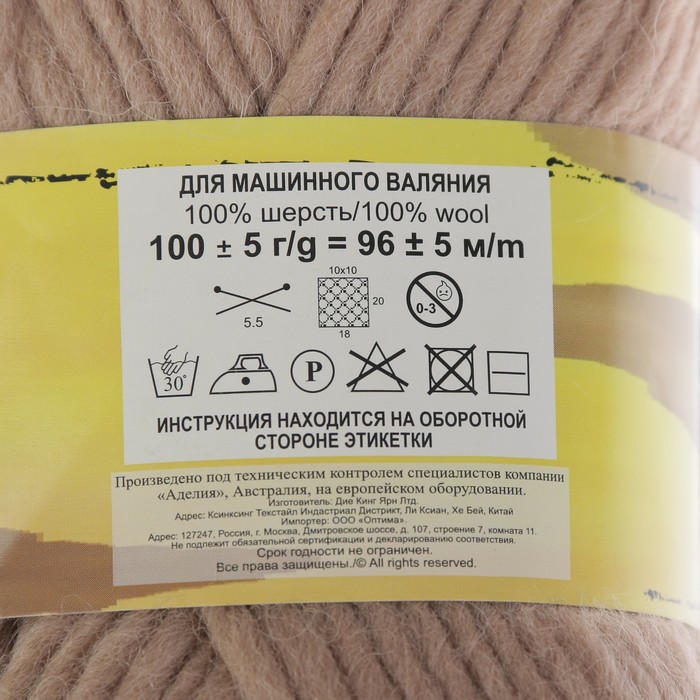 ДЛЯ МАШИННОГО ВАЛЯНИЯ
100% шерсть/100% wool
100 ± 5 г/g = 96 ± 5 м/m
10x10
20
0-3
5.5
18
30°
P
ИНСТРУКЦИЯ НАХОДИТСЯ НА ОБОРОТНОЙ
СТОРОНЕ ЭТИКЕТКИ
Произведено под техническим контролем специалистов компании
«Аделия», Австралия, на европейском оборудовании.
Изготовитель: Дие Кинг Ярн Лтд.
Адрес: Ксинксинг Текстайл Индастриал Дистрикт, Ли Ксиан, Хе Бей, Китай
Импортер: ООО «Оптима».
Адрес: 127247, Россия, г. Москва, Дмитровское шоссе, д. 107, строение 7, комната 11.
Не подлежит обязательной сертификации и декларированию соответствия.
Срок годности не ограничен.
Все права защищены./© All rights reserved.